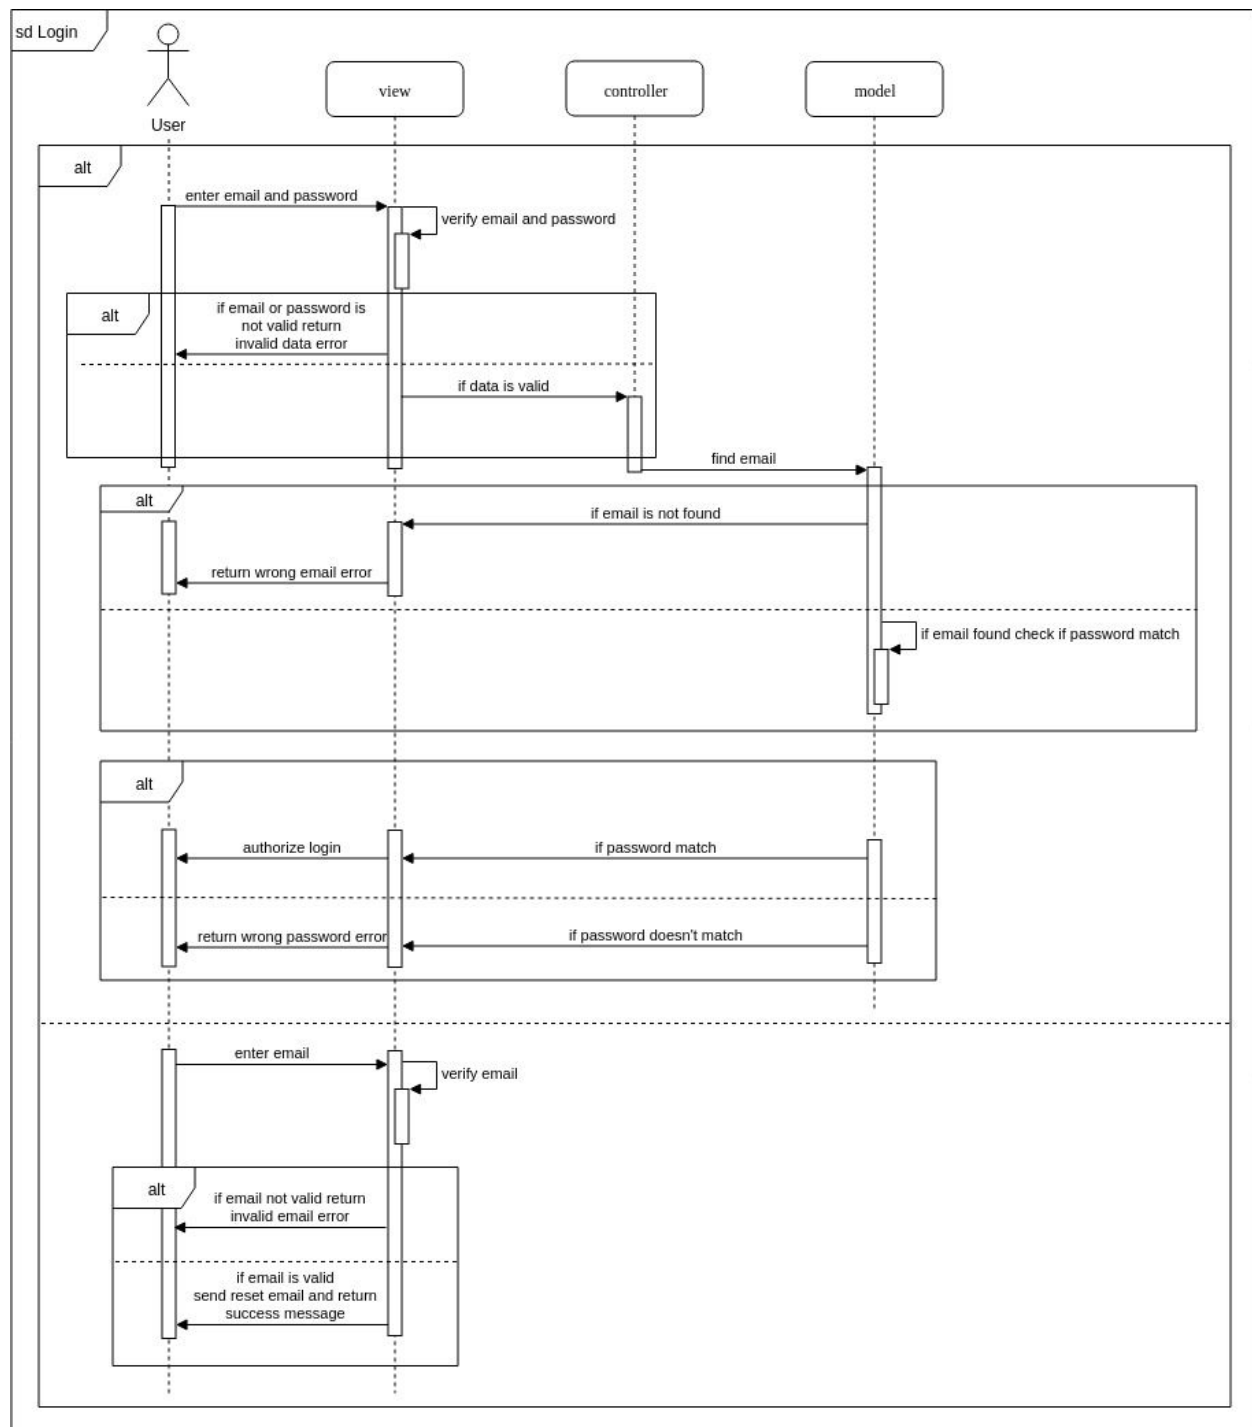 sd Login
User
view
controller
model
alt
enter email and password
verify email and password
alt
if email or password is
not valid return
invalid data error
if data is valid
find email
alt
if email is not found
return wrong email error
if email found check if password match
alt
authorize login
if password match
return wrong password error
if password doesn't match
enter email
verify email
alt
if email not valid return
invalid email error
if email is valid
send reset email and return
success message